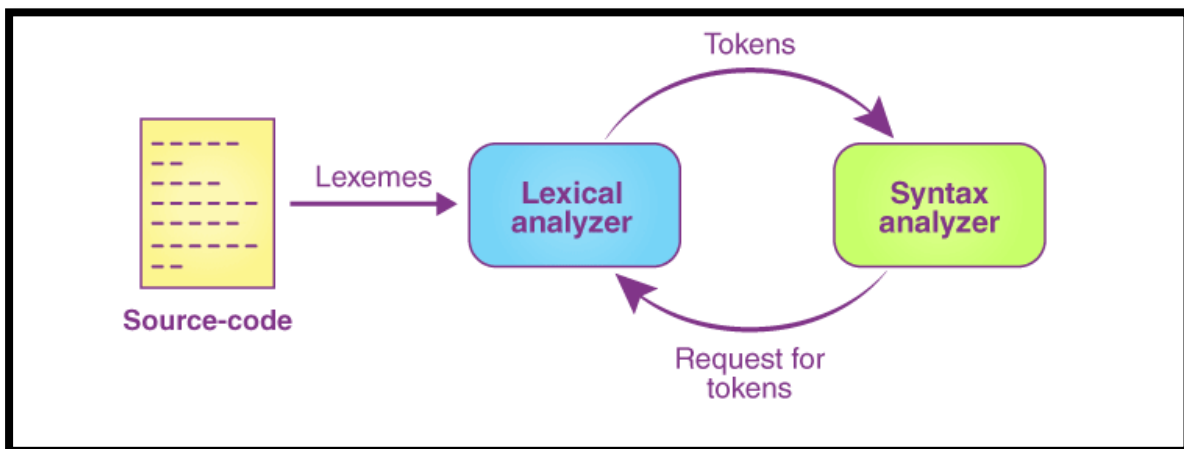 Tokens
Lexemes
Lexical
analyzer
Syntax
analyzer
Source-code
Request for
tokens